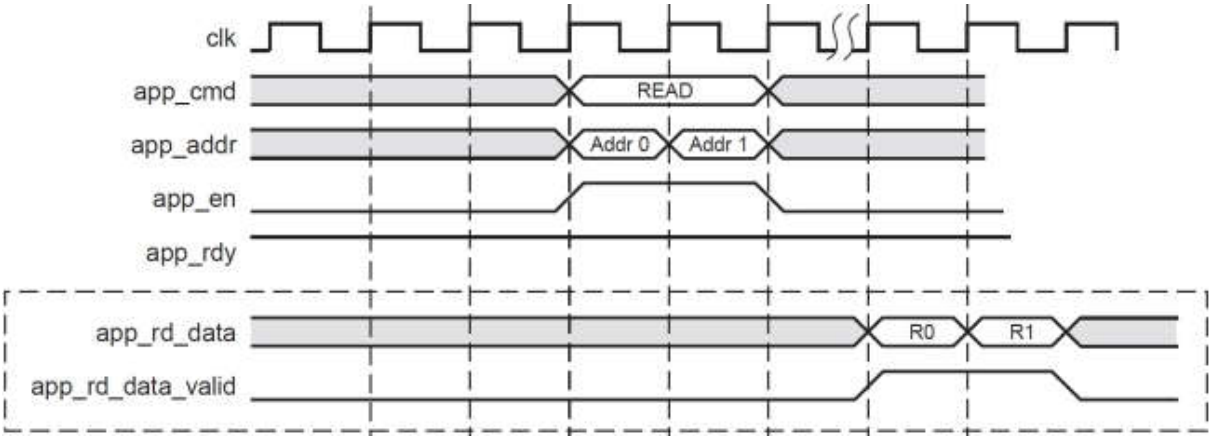 clk
app_cmd READ
app_addr Addr 0 Addr 1
app_en
app_rdy
app_rd_data R0 R1
app_rd_data_valid